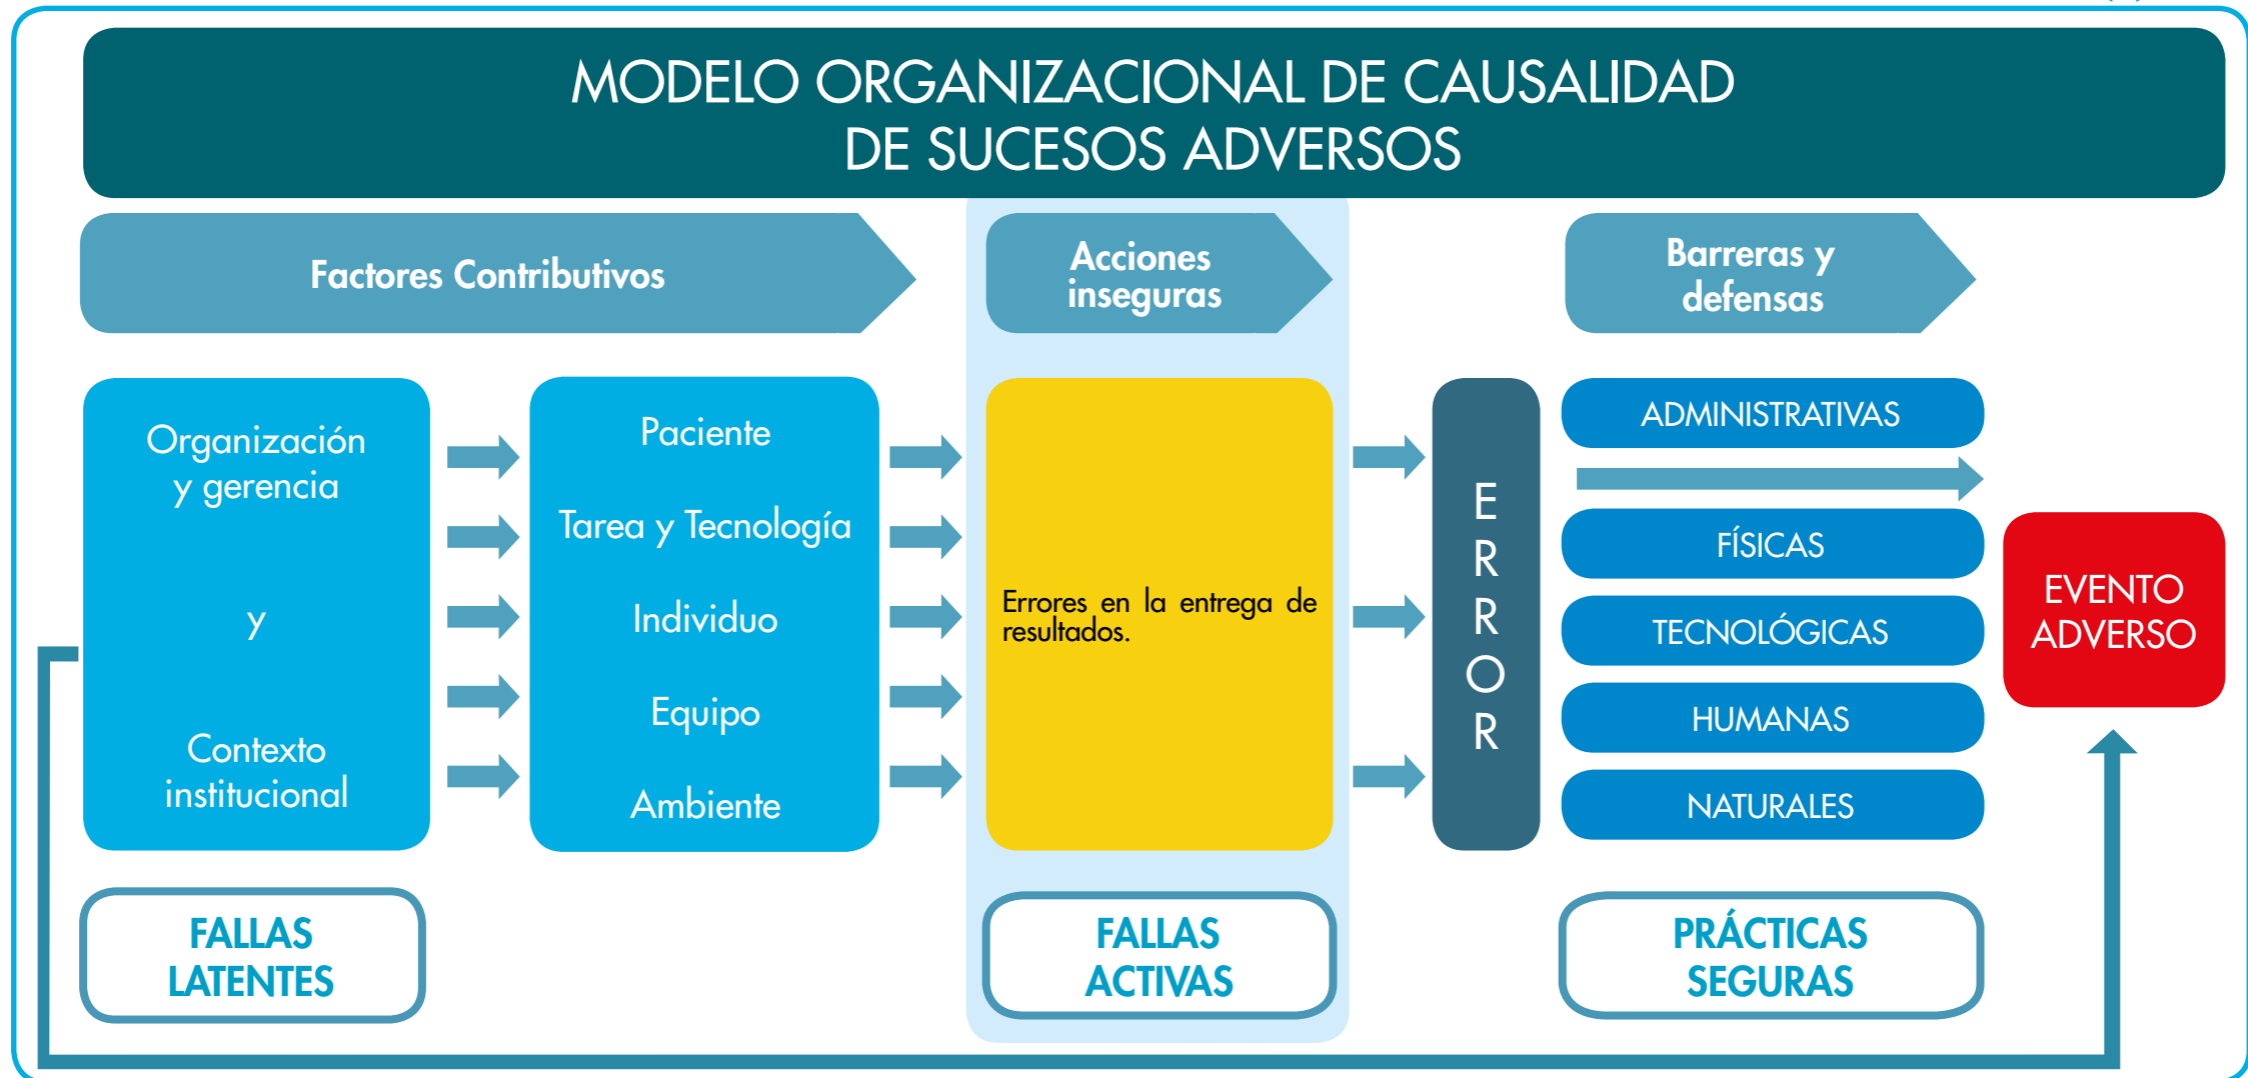 MODELO ORGANIZACIONAL DE CAUSALIDAD
DE SUCESOS ADVERSOS
Factores Contributivos
Acciones
inseguras
Barreras y
defensas
Organización
y gerencia
y
Contexto
institucional
Paciente
Tarea y Tecnología
Individuo
Equipo
Ambiente
Errores en la entrega de
resultados.
E
R
R
O
R
ADMINISTRATIVAS
FÍSICAS
TECNOLÓGICAS
HUMANAS
NATURALES
EVENTO
ADVERSO
FALLAS
LATENTES
FALLAS
ACTIVAS
PRÁCTICAS
SEGURAS